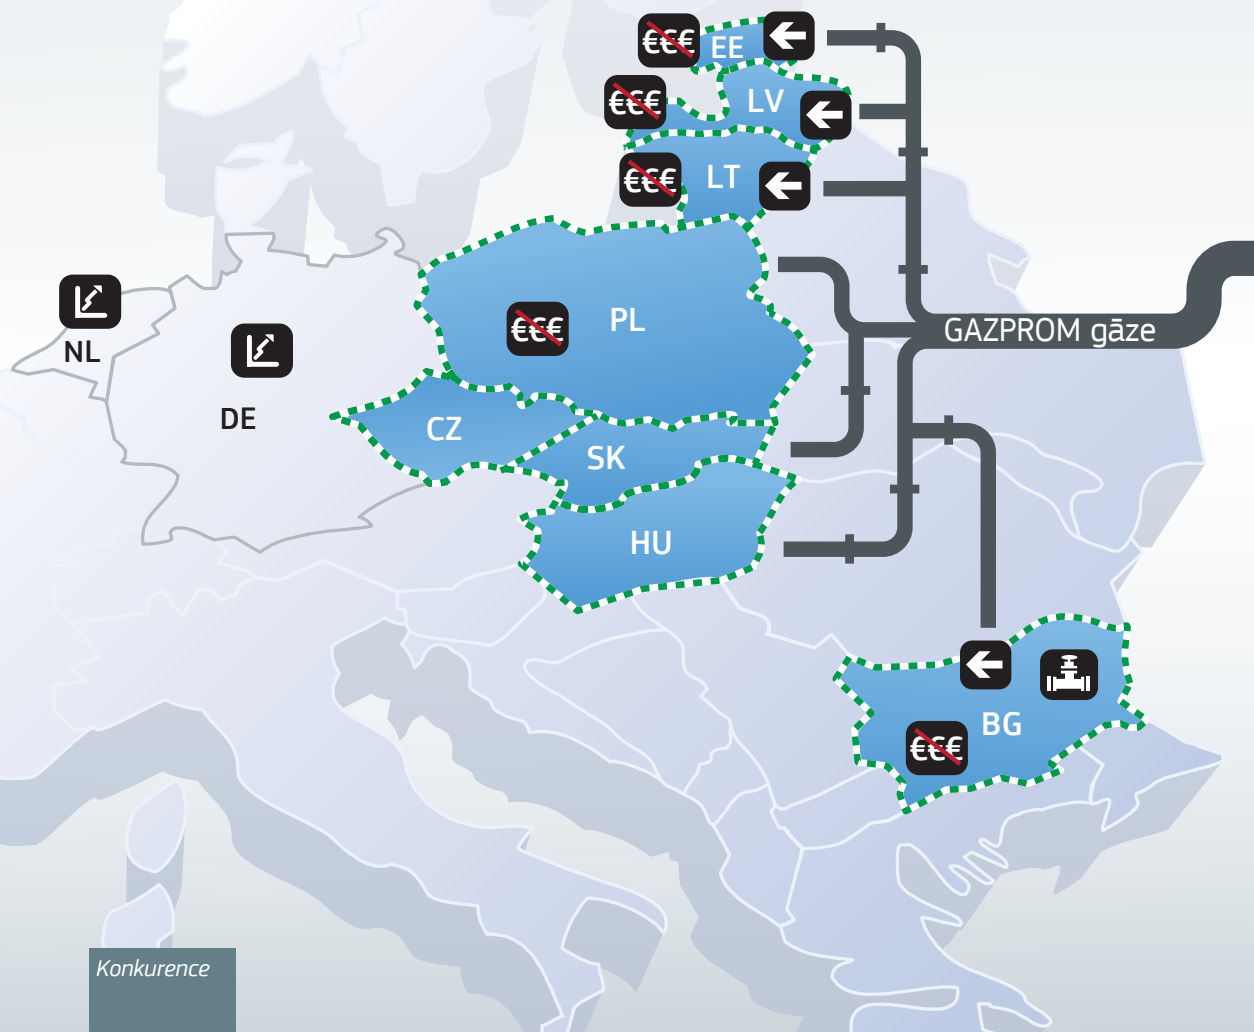 €€€
EE
€€€
LV
€€€
LT
€€€
PL
GAZPROM gāze
NL
DE
CZ
SK
HU
BG
€€€
Konkurence